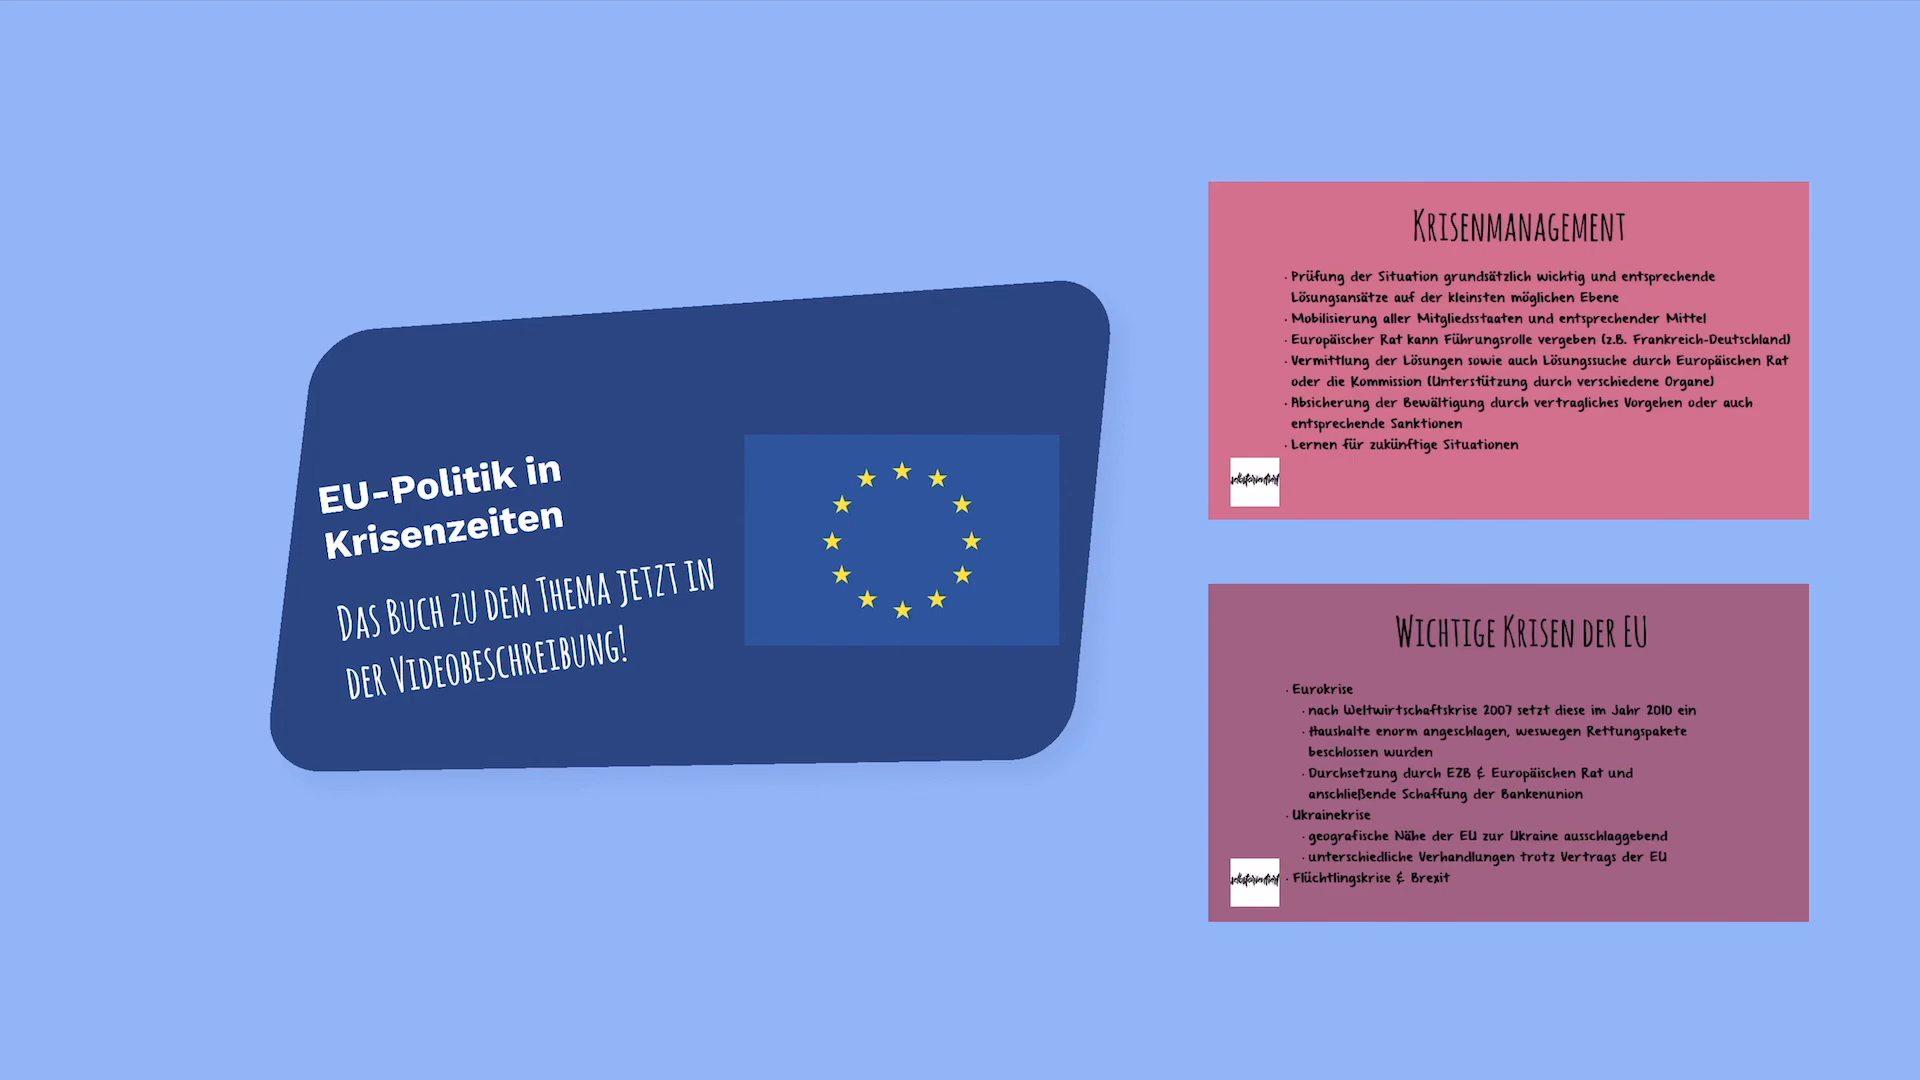 EU-Politik in
Krisenzeiten
Das Buch zu dem Thema jetzt in
der Videobeschreibung!
Krisenmanagement
· Prüfung der Situation grundsätzlich wichtig und entsprechende
Lösungsansätze auf der kleinsten möglichen Ebene
· Mobilisierung aller Mitgliedsstaaten und entsprechender Mittel
· Europäischer Rat kann Führungsrolle vergeben (z.B. Frankreich-Deutschland)
· Vermittlung der Lösungen sowie auch Lösungssuche durch Europäischen Rat
oder die Kommission (Unterstützung durch verschiedene Organe)
· Absicherung der Bewältigung durch vertragliches Vorgehen oder auch
entsprechende Sanktionen
· Lernen für zukünftige Situationen
Wichtige Krisen der EU
· Eurokrise
· nach Weltwirtschaftskrise 2007 setzt diese im Jahr 2010 ein
· Haushalte enorm angeschlagen, weswegen Rettungspakete
beschlossen wurden
· Durchsetzung durch EZB & Europäischen Rat und
anschließende Schaffung der Bankenunion
· Ukrainekrise
· geografische Nähe der EU zur Ukraine ausschlaggebend
· unterschiedliche Verhandlungen trotz Vertrags der EU
· Flüchtlingskrise & Brexit